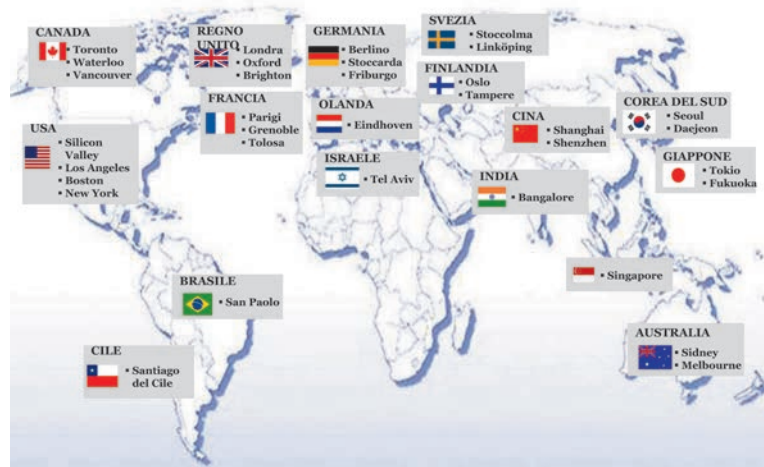 CANADA
▪ Toronto
▪ Waterloo
▪ Vancouver
REGNO
UNITO
▪ Londra
▪ Oxford
▪ Brighton
GERMANIA
▪ Berlino
▪ Stoccarda
▪ Friburgo
SVEZIA
▪ Stoccolma
▪ Linköping
FINLANDIA
▪ Oslo
▪ Tampere
USA
▪ Silicon
Valley
▪ Los Angeles
▪ Boston
▪ New York
FRANCIA
▪ Parigi
▪ Grenoble
▪ Tolosa
OLANDA
▪ Eindhoven
CINA
▪ Shanghai
▪ Shenzhen
COREA DEL SUD
▪ Seoul
▪ Daejeon
ISRAELE
▪ Tel Aviv
INDIA
▪ Bangalore
GIAPPONE
▪ Tokio
▪ Fukuoka
BRASILE
▪ San Paolo
▪ Singapore
CILE
▪ Santiago
del Cile
AUSTRALIA
▪ Sidney
▪ Melbourne